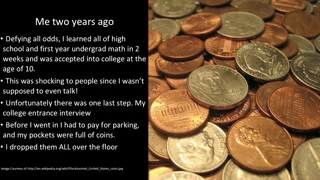 Me two years ago
• Defying all odds, I learned all of high
school and first year undergrad math in 2
weeks and was accepted into college at the
age of 10.
• This was shocking to people since I wasn't
supposed to even talk!
• Unfortunately there was one last step. My
college entrance interview
• Before I went in I had to pay for parking,
and my pockets were full of coins.
• I dropped them ALL over the floor